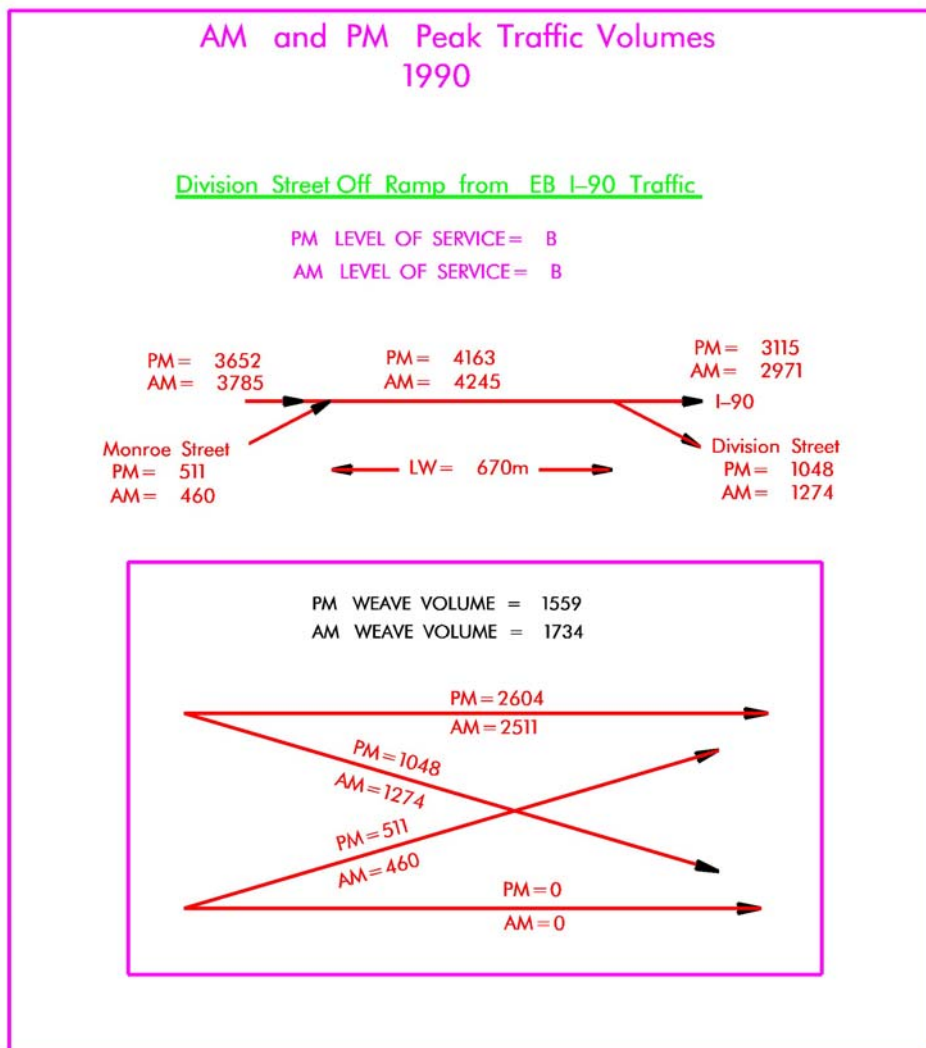 AM and PM Peak Traffic Volumes
1990
Division Street Off Ramp from EB I-90 Traffic
PM LEVEL OF SERVICE = B
AM LEVEL OF SERVICE = B
PM = 3652
AM = 3785
PM = 4163
AM = 4245
PM = 3115
AM = 2971
I-90
Monroe Street
PM = 511
AM = 460
LW = 670m
Division Street
PM = 1048
AM = 1274
PM WEAVE VOLUME = 1559
AM WEAVE VOLUME = 1734
PM=2604
AM=2511
PM=1048
AM=1274
PM=511
AM=460
PM=0
AM=0